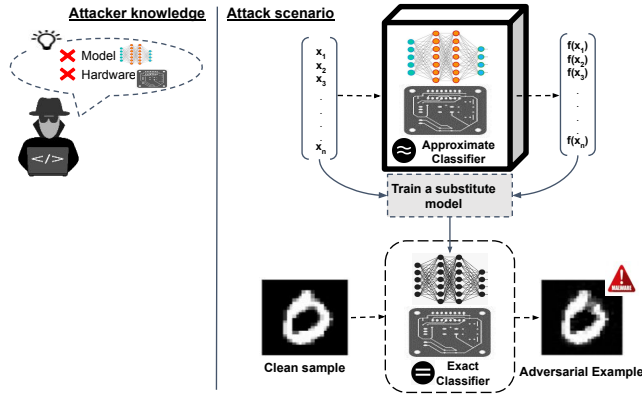 Attacker knowledge
Model
Hardware
</>
Attack scenario
x1
x2
x3
.
.
.
.
xn
≈ Approximate
Classifier
f(x1)
f(x2)
f(x3)
.
.
.
.
f(xn)
Train a substitute
model
= Exact
Classifier
Clean sample
MALWARE
Adversarial Example